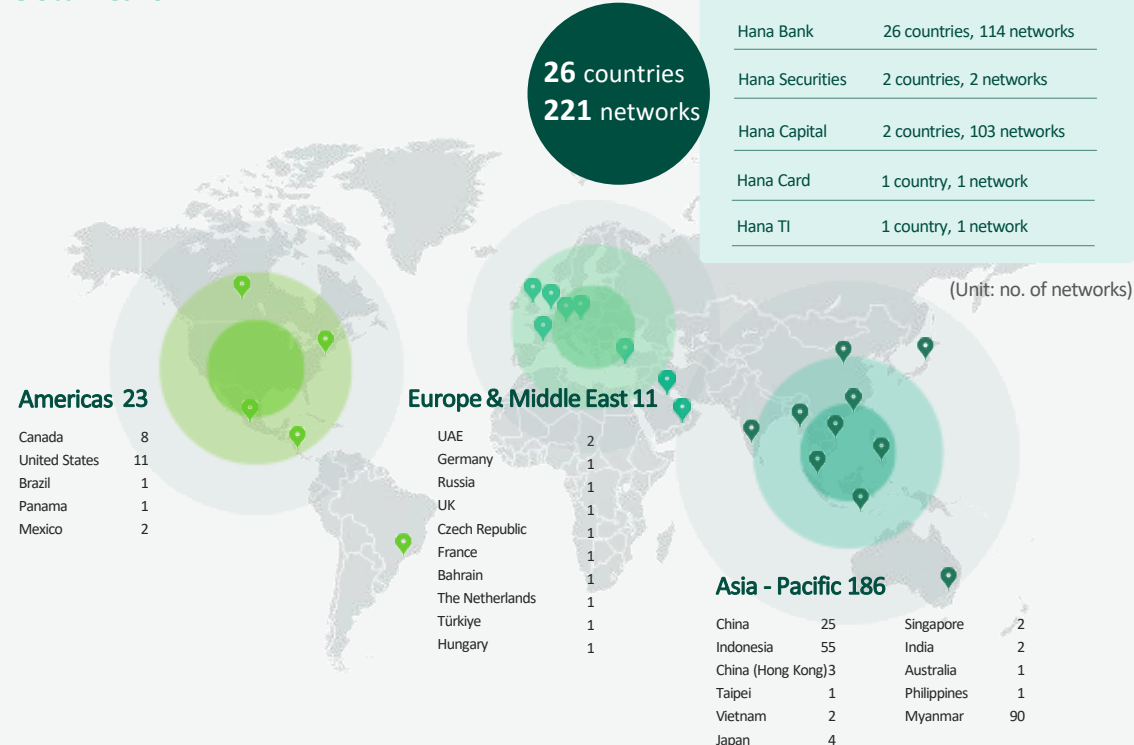 26 countries
221 networks
Hana Bank 26 countries, 114 networks
Hana Securities 2 countries, 2 networks
Hana Capital 2 countries, 103 networks
Hana Card 1 country, 1 network
Hana TI 1 country, 1 network
(Unit: no. of networks)
Americas 23
Canada 8
United States 11
Brazil 1
Panama 1
Mexico 2
Europe & Middle East 11
UAE 2
Germany 1
Russia 1
UK 1
Czech Republic 1
France 1
Bahrain 1
The Netherlands 1
Türkiye 1
Hungary 1
Asia - Pacific 186
China 25
Indonesia 55
China (Hong Kong) 3
Taipei 1
Vietnam 2
Japan 4
Singapore 2
India 2
Australia 1
Philippines 1
Myanmar 90